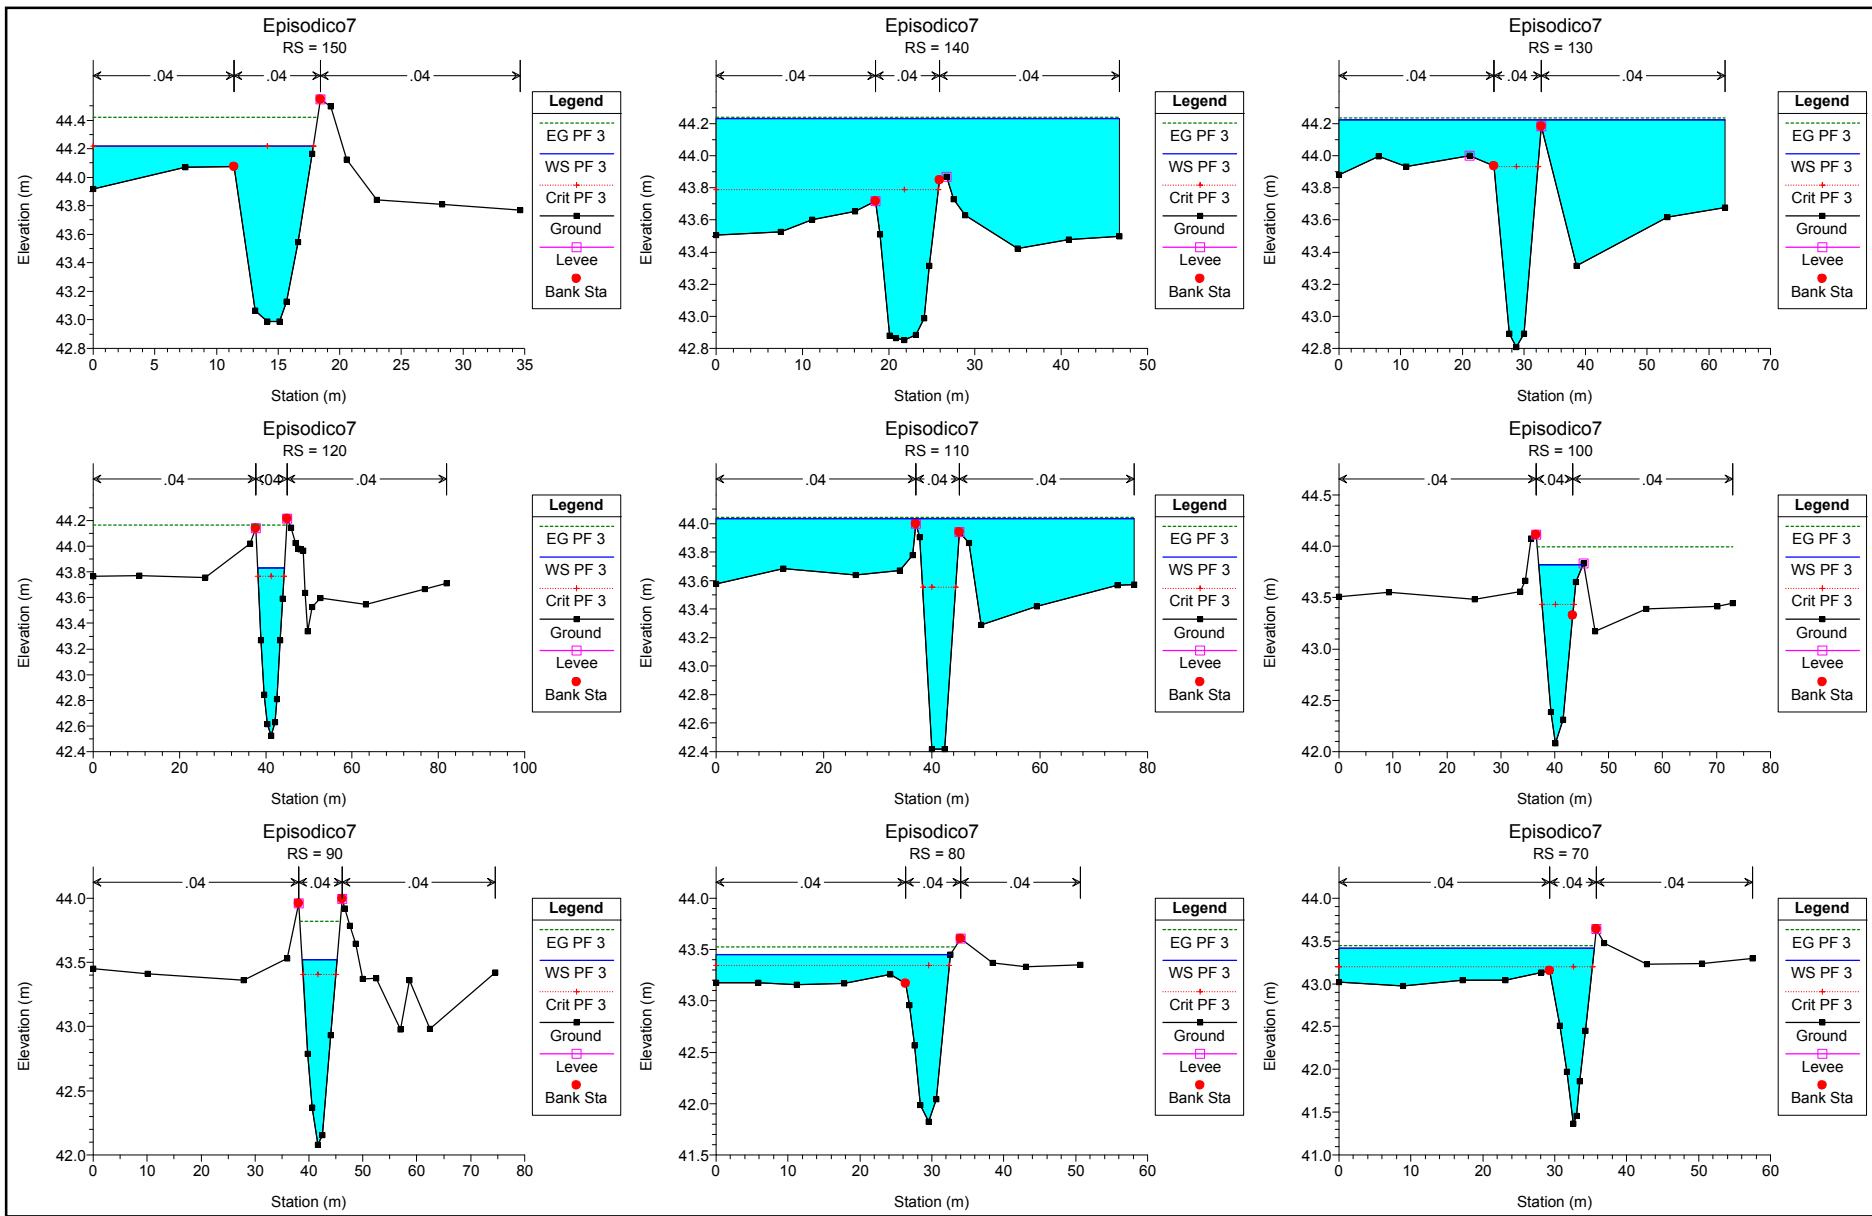 Episodico7
RS = 150
.04 .04 .04
Elevation (m)
44.4
44.2
44.0
43.8
43.6
43.4
43.2
43.0
42.8
0 5 10 15 20 25 30 35
Station (m)
Legend
EG PF 3
WS PF 3
Crit PF 3
Ground
Levee
Bank Sta
Episodico7
RS = 140
.04 .04 .04
Elevation (m)
44.2
44.0
43.8
43.6
43.4
43.2
43.0
42.8
0 10 20 30 40 50
Station (m)
Legend
EG PF 3
WS PF 3
Crit PF 3
Ground
Levee
Bank Sta
Episodico7
RS = 130
.04 .04 .04
Elevation (m)
44.2
44.0
43.8
43.6
43.4
43.2
43.0
42.8
0 10 20 30 40 50 60 70
Station (m)
Legend
EG PF 3
WS PF 3
Crit PF 3
Ground
Levee
Bank Sta
Episodico7
RS = 120
.04 .04 .04
Elevation (m)
44.2
44.0
43.8
43.6
43.4
43.2
43.0
42.8
42.6
42.4
0 20 40 60 80 100
Station (m)
Legend
EG PF 3
WS PF 3
Crit PF 3
Ground
Levee
Bank Sta
Episodico7
RS = 110
.04 .04 .04
Elevation (m)
44.0
43.8
43.6
43.4
43.2
43.0
42.8
42.6
42.4
0 10 20 30 40 50 60 70 80
Station (m)
Legend
EG PF 3
WS PF 3
Crit PF 3
Ground
Levee
Bank Sta
Episodico7
RS = 100
.04 .04 .04
Elevation (m)
44.5
44.0
43.5
43.0
42.5
42.0
0 10 20 30 40 50 60 70 80
Station (m)
Legend
EG PF 3
WS PF 3
Crit PF 3
Ground
Levee
Bank Sta
Episodico7
RS = 90
.04 .04 .04
Elevation (m)
44.0
43.5
43.0
42.5
42.0
0 10 20 30 40 50 60 70 80
Station (m)
Legend
EG PF 3
WS PF 3
Crit PF 3
Ground
Levee
Bank Sta
Episodico7
RS = 80
.04 .04 .04
Elevation (m)
44.0
43.5
43.0
42.5
42.0
41.5
0 10 20 30 40 50 60
Station (m)
Legend
EG PF 3
WS PF 3
Crit PF 3
Ground
Levee
Bank Sta
Episodico7
RS = 70
.04 .04 .04
Elevation (m)
44.0
43.5
43.0
42.5
42.0
41.5
41.0
0 10 20 30 40 50 60
Station (m)
Legend
EG PF 3
WS PF 3
Crit PF 3
Ground
Levee
Bank Sta